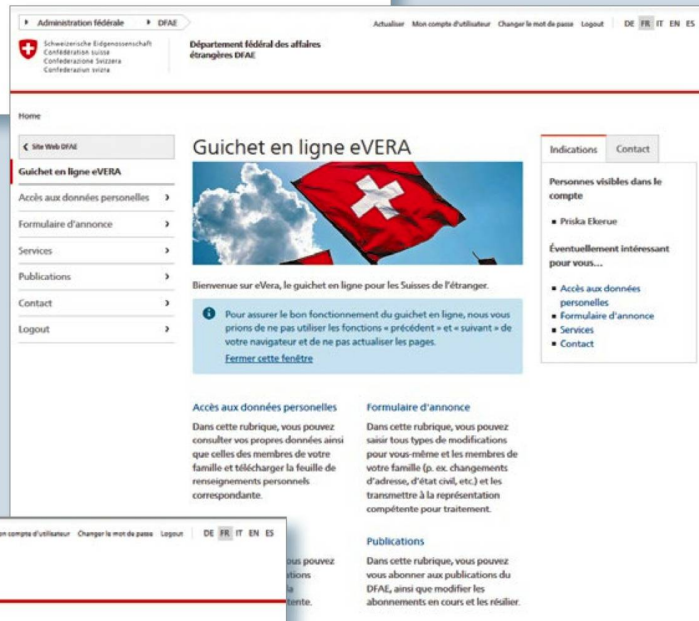 Administration fédérale DFAE
Actualiser Mon compte d'utilisateur Changer le mot de passe Logout DE FR IT EN ES
Schweizerische Eidgenossenschaft
Confédération suisse
Confederazione Svizzera
Confederaziun svizra
Département fédéral des affaires
étrangères DFAE
Home
Site Web DFAE
Guichet en ligne eVERA
Accès aux données personelles
Formulaire d'annonce
Services
Publications
Contact
Logout
Guichet en ligne eVERA
Bienvenue sur eVera, le guichet en ligne pour les Suisses de l'étranger.
Pour assurer le bon fonctionnement du guichet en ligne, nous vous
prions de ne pas utiliser les fonctions « précédent » et « suivant » de
votre navigateur et de ne pas actualiser les pages.
Fermer cette fenêtre
Accès aux données personelles
Dans cette rubrique, vous pouvez
consulter vos propres données ainsi
que celles des membres de votre
famille et télécharger la feuille de
renseignements personnels
correspondante.
Formulaire d'annonce
Dans cette rubrique, vous pouvez
saisir tous types de modifications
pour vous-même et les membres de
votre famille (p. ex. changements
d'adresse, d'état civil, etc.) et les
transmettre à la représentation
compétente pour traitement.
Publications
Dans cette rubrique, vous pouvez
vous abonner aux publications du
DFAE, ainsi que modifier les
abonnements en cours et les résilier.
Indications Contact
Personnes visibles dans le
compte
Priska Ekerue
Éventuellement intéressant
pour vous...
Accès aux données
personelles
Formulaire d'annonce
Services
Contact
compte d'utilisateur Changer le mot de passe Logout DE FR IT EN ES
pouvez